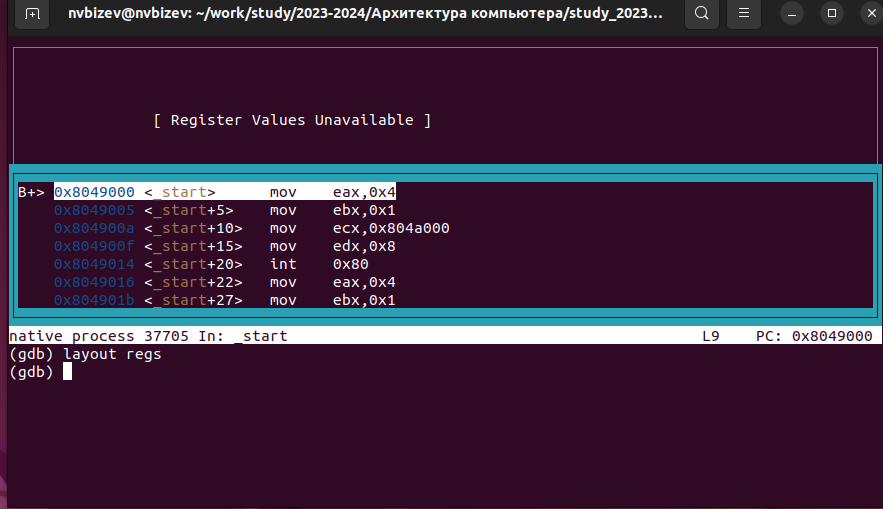 nvbizev@nvbizev: ~/work/study/2023-2024/Архитектура компьютера/study_2023...
[ Register Values Unavailable ]
B+> 0x8049000 <_start> mov eax,0x4
0x8049005 <_start+5> mov ebx,0x1
0x804900a <_start+10> mov ecx,0x804a000
0x804900f <_start+15> mov edx,0x8
0x8049014 <_start+20> int 0x80
0x8049016 <_start+22> mov eax,0x4
0x804901b <_start+27> mov ebx,0x1
native process 37705 In: _start L9 PC: 0x8049000
(gdb) layout regs
(gdb)